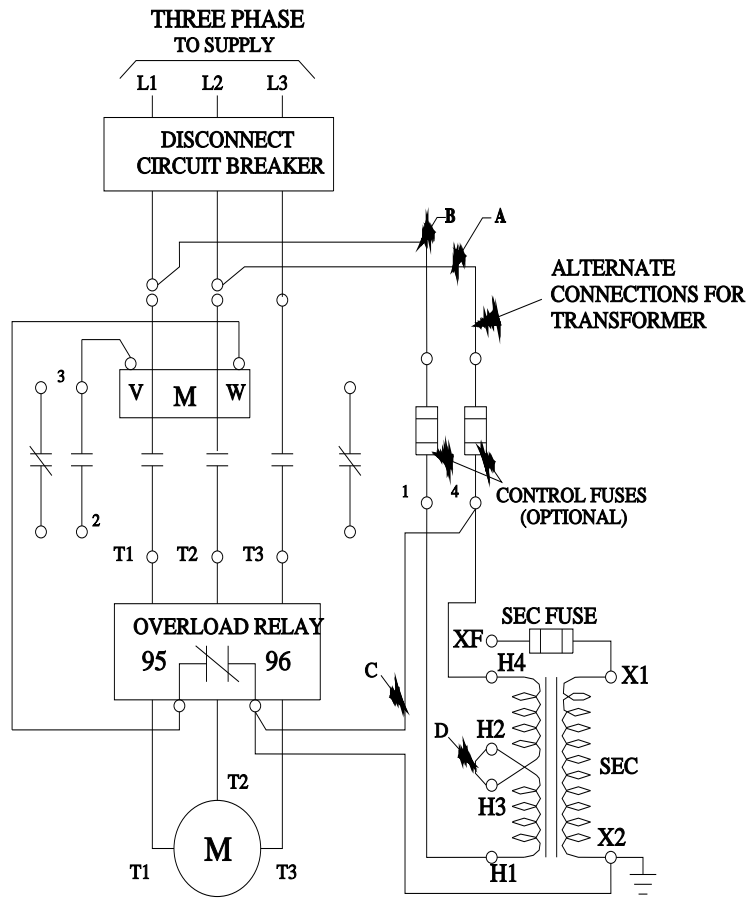 THREE PHASE
TO SUPPLY
L1 L2 L3
DISCONNECT
CIRCUIT BREAKER
B A
ALTERNATE
CONNECTIONS FOR
TRANSFORMER
3 V M W
1 4 CONTROL FUSES
(OPTIONAL)
2
T1 T2 T3
OVERLOAD RELAY
95 96
SEC FUSE
XF
H4 X1
C
D H2
SEC
H3
T2
X2
M
T1 T3
H1